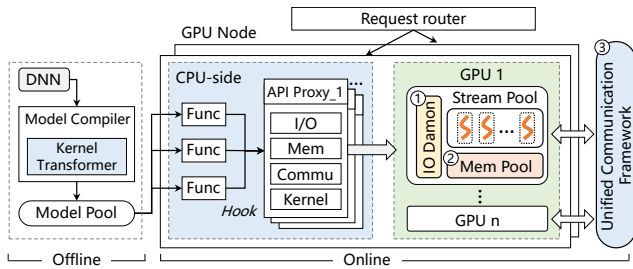 Request router
GPU Node
DNN
Model Compiler
Kernel
Transformer
Model Pool
Offline
CPU-side
Func
Func
Func
Hook
...
API Proxy_1
I/O
Mem
Commu
Kernel
GPU 1
1
IO Damon
Stream Pool
...
2
Mem Pool
...
GPU n
Online
3
Unified Communication
Framework